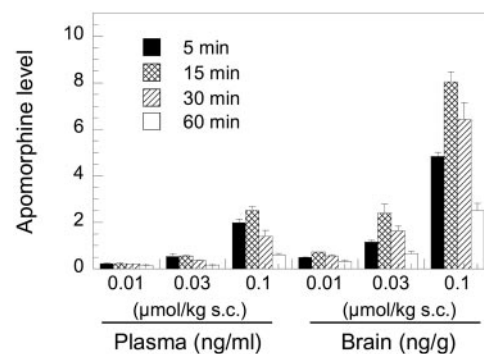 Apomorphine level
10
8
6
4
2
0
5 min
15 min
30 min
60 min
0.01 0.03 0.1 0.01 0.03 0.1
(μmol/kg s.c.) (μmol/kg s.c.)
Plasma (ng/ml) Brain (ng/g)